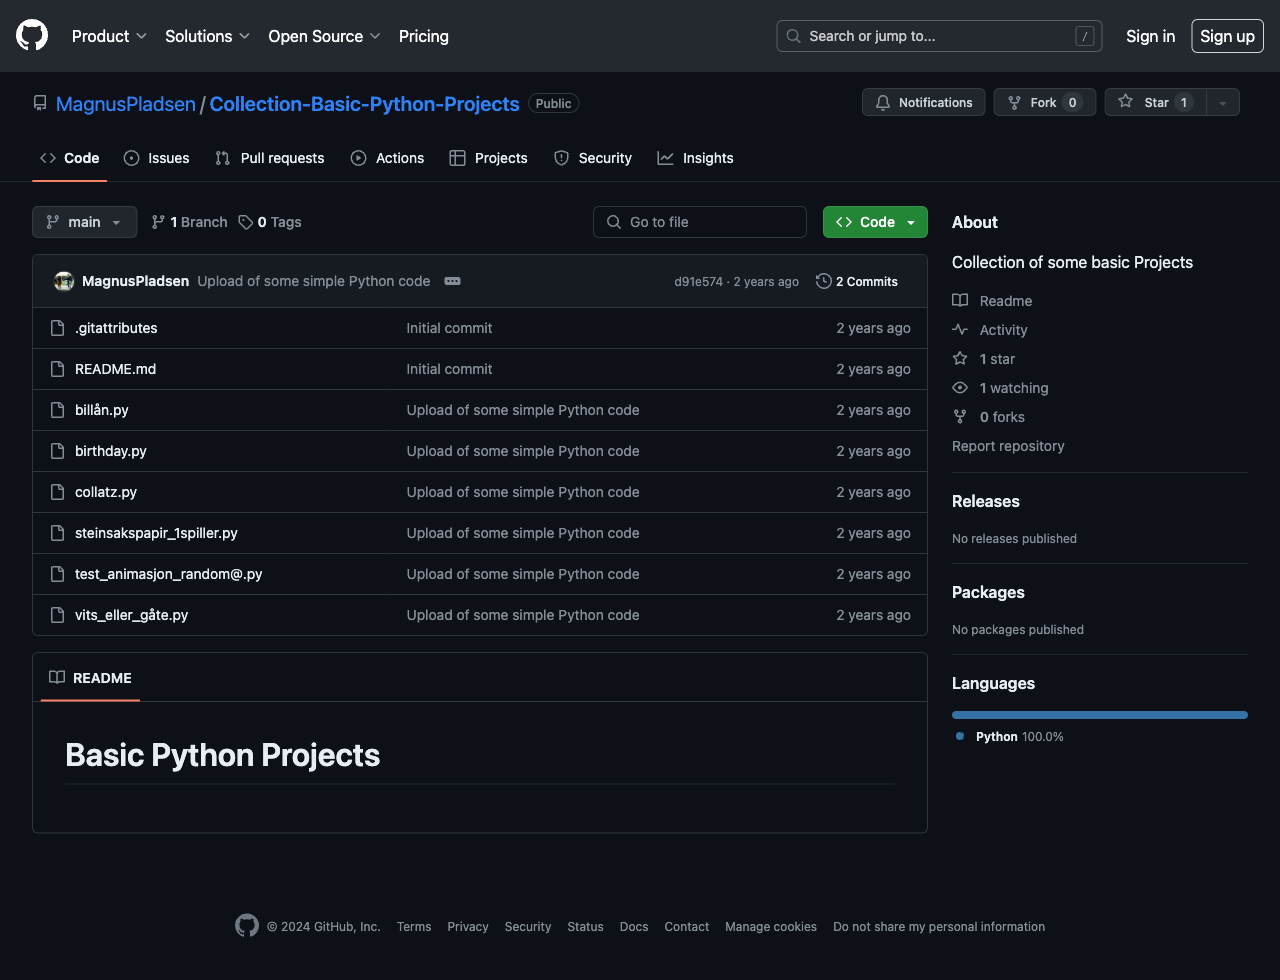 Product Solutions Open Source Pricing Search or jump to... / Sign in Sign up
MagnusPladsen / Collection-Basic-Python-Projects Public Notifications Fork 0 Star 1
Code Issues Pull requests Actions Projects Security Insights
main 1 Branch 0 Tags Go to file Code
MagnusPladsen Upload of some simple Python code d91e574 · 2 years ago 2 Commits
.gitattributes Initial commit 2 years ago
README.md Initial commit 2 years ago
billån.py Upload of some simple Python code 2 years ago
birthday.py Upload of some simple Python code 2 years ago
collatz.py Upload of some simple Python code 2 years ago
steinsakspapir_1spiller.py Upload of some simple Python code 2 years ago
test_animasjon_random@.py Upload of some simple Python code 2 years ago
vits_eller_gåte.py Upload of some simple Python code 2 years ago
README
Basic Python Projects
About
Collection of some basic Projects
Readme
Activity
1 star
1 watching
0 forks
Report repository
Releases
No releases published
Packages
No packages published
Languages
Python 100.0%
© 2024 GitHub, Inc. Terms Privacy Security Status Docs Contact Manage cookies Do not share my personal information